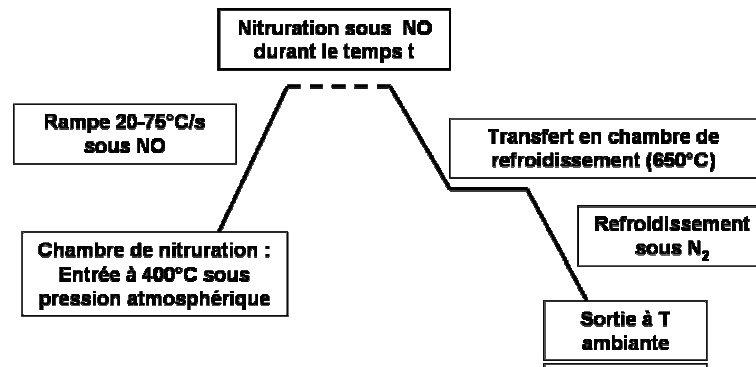 Nitruration sous NO
durant le temps t
Rampe 20-75°C/s
sous NO
Transfert en chambre de
refroidissement (650°C)
Chambre de nitruration :
Entrée à 400°C sous
pression atmosphérique
Refroidissement
sous N₂
Sortie à T
ambiante